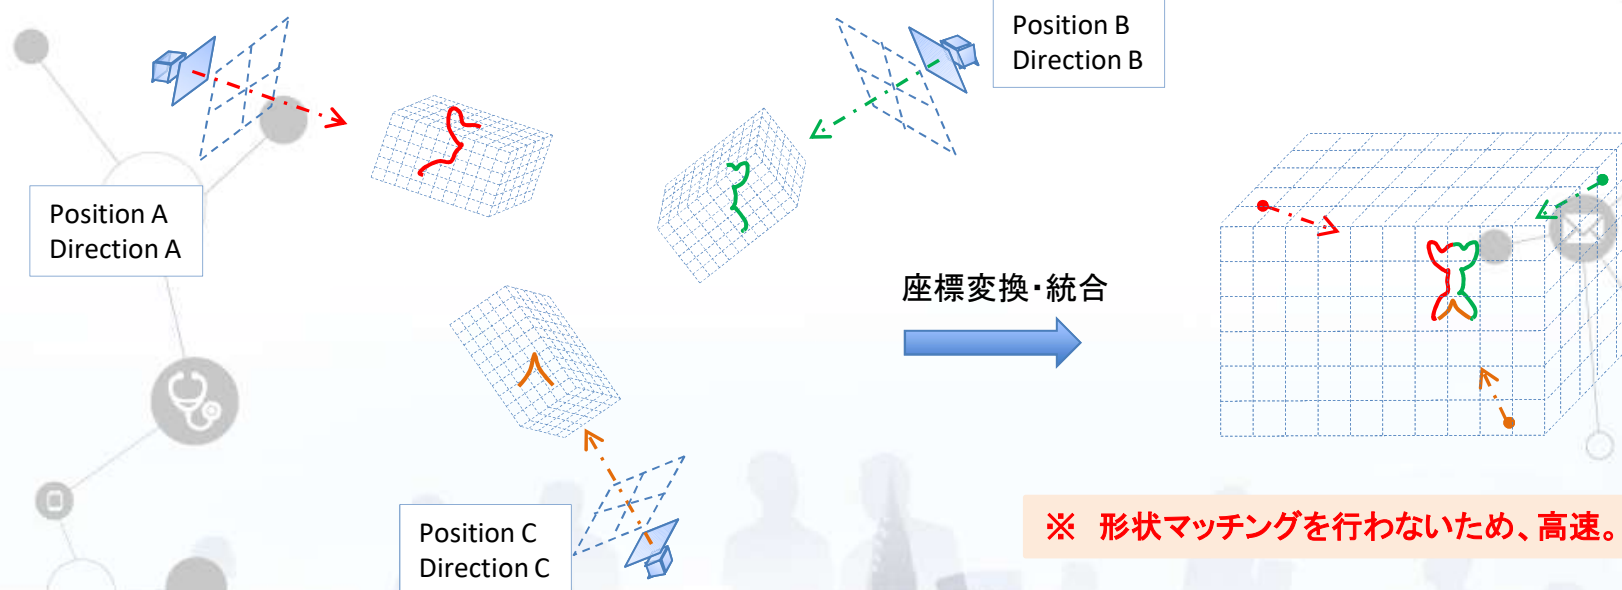 Position A
Direction A
Position B
Direction B
座標変換・統合
Position C
Direction C
※ 形状マッチングを行わないため、高速。